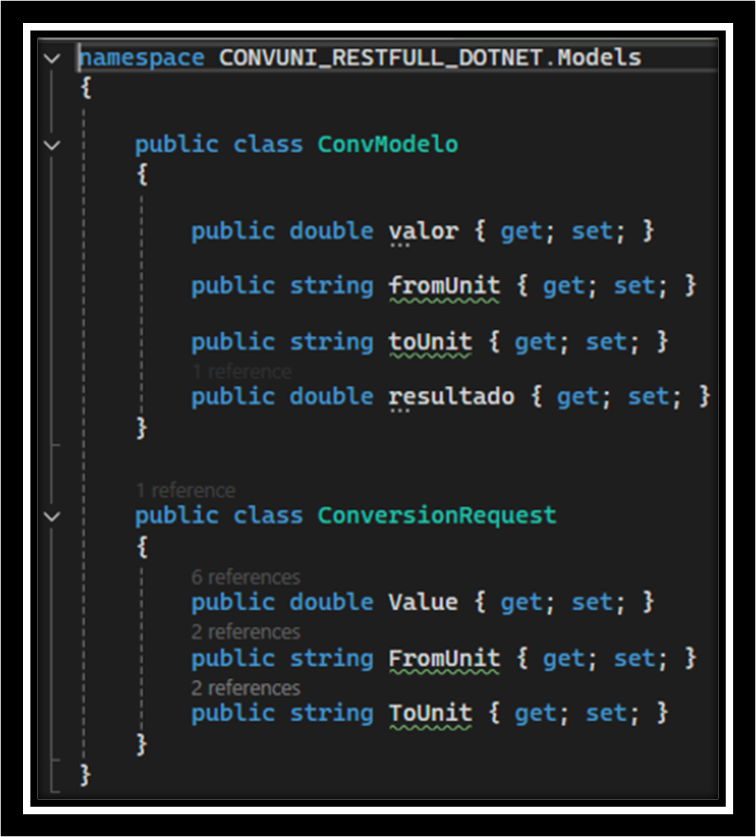 namespace CONVUNI_RESTFULL_DOTNET.Models
{
public class ConvModelo
{
public double valor { get; set; }
public string fromUnit { get; set; }
public string toUnit { get; set; }
1 reference
public double resultado { get; set; }
}
1 reference
public class ConversionRequest
{
6 references
public double Value { get; set; }
2 references
public string FromUnit { get; set; }
2 references
public string ToUnit { get; set; }
}
}